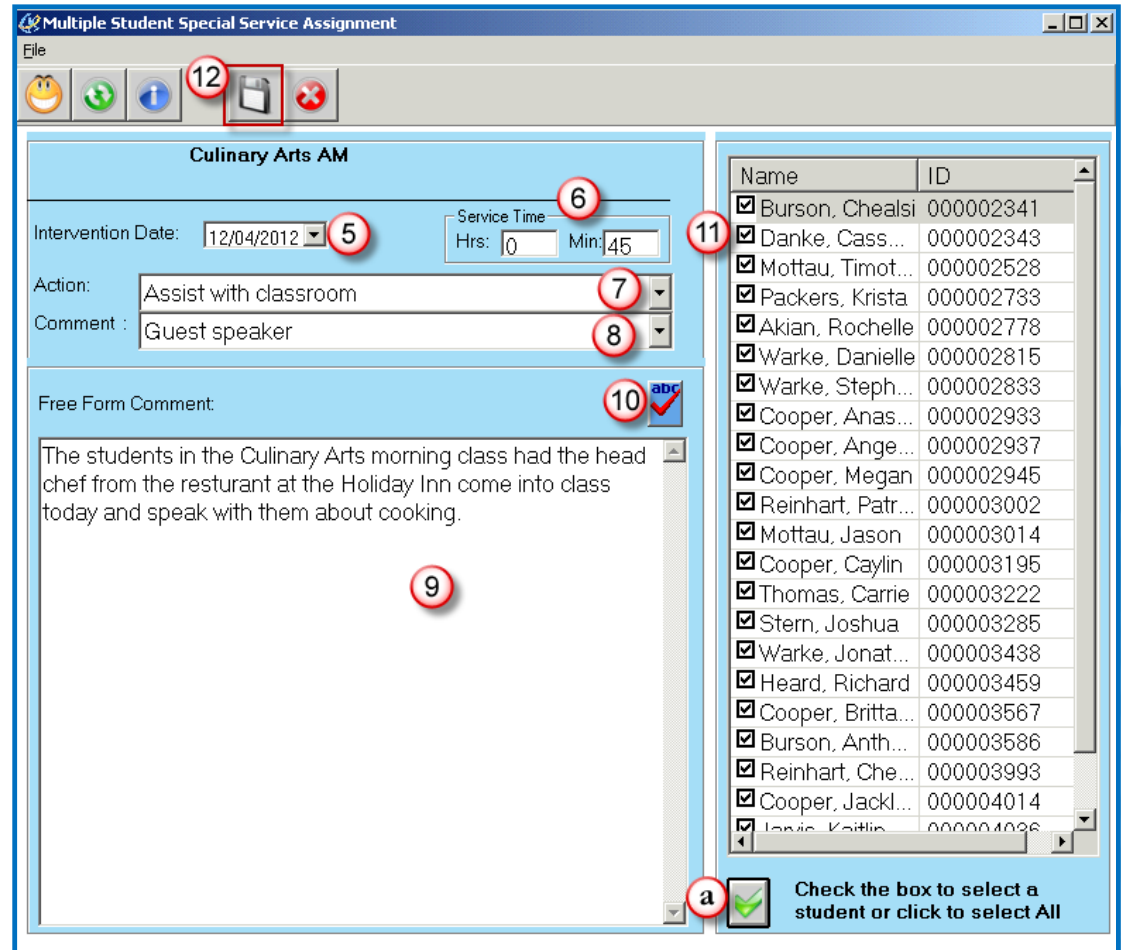 Multiple Student Special Service Assignment
File
12
Culinary Arts AM
Intervention Date: 12/04/2012 5
6
Service Time
Hrs: 0 Min: 45
Action: Assist with classroom 7
Comment : Guest speaker 8
Free Form Comment: 10 abc
The students in the Culinary Arts morning class had the head
chef from the resturant at the Holiday Inn come into class
today and speak with them about cooking.
9
Name ID
Burson, Chealsi 000002341
11 Danke, Cass... 000002343
Mottau, Timot... 000002528
Packers, Krista 000002733
Akian, Rochelle 000002778
Warke, Danielle 000002815
Warke, Steph... 000002833
Cooper, Anas... 000002933
Cooper, Ange... 000002937
Cooper, Megan 000002945
Reinhart, Patr... 000003002
Mottau, Jason 000003014
Cooper, Caylin 000003195
Thomas, Carrie 000003222
Stern, Joshua 000003285
Warke, Jonat... 000003438
Heard, Richard 000003459
Cooper, Britta... 000003567
Burson, Anth... 000003586
Reinhart, Che... 000003993
Cooper, Jackl... 000004014
Jarvis, Kaitlin
a
Check the box to select a
student or click to select All